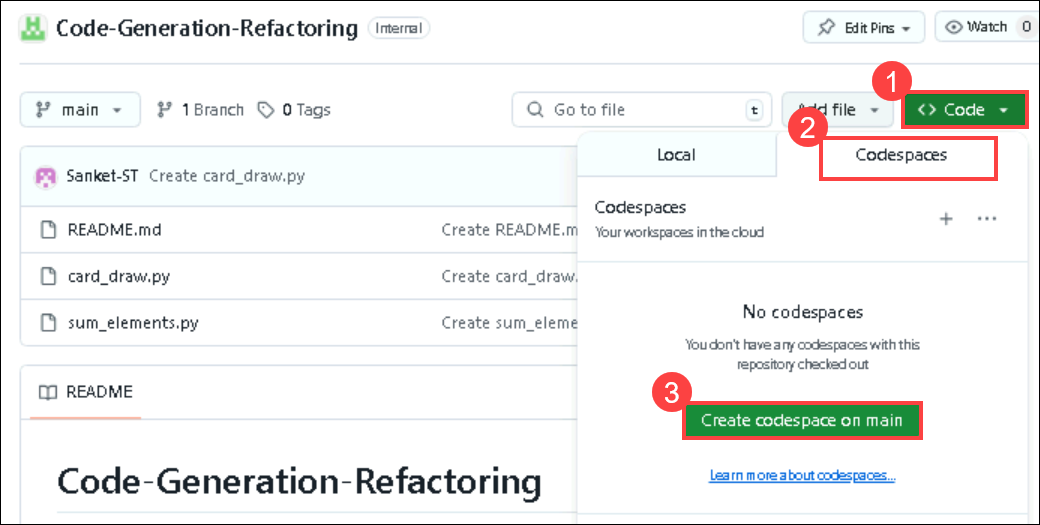 Code-Generation-Refactoring Internal Edit Pins Watch 0
1
main 1 Branch 0 Tags Go to file t Add file <> Code
2
Local Codespaces
Sanket-ST Create card_draw.py
Codespaces
Your workspaces in the cloud
README.md Create README.m
card_draw.py Create card_draw.
sum_elements.py Create sum_eleme
No codespaces
You don't have any codespaces with this
repository checked out
3
Create codespace on main
Learn more about codespaces...
README
Code-Generation-Refactoring